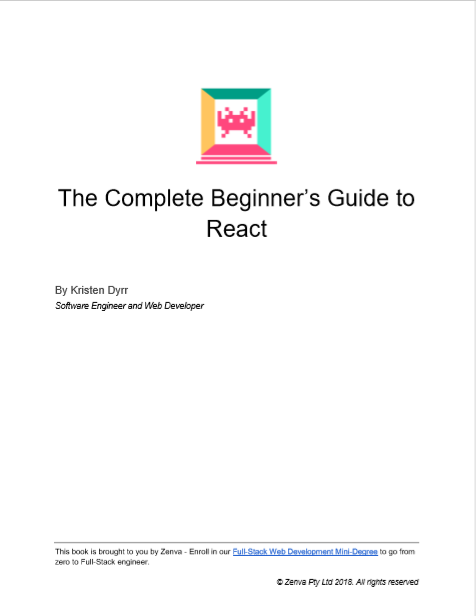 The Complete Beginner's Guide to
React
By Kristen Dyrr
Software Engineer and Web Developer
This book is brought to you by Zenva - Enroll in our Full-Stack Web Development Mini-Degree to go from
zero to Full-Stack engineer.
© Zenva Pty Ltd 2018. All rights reserved